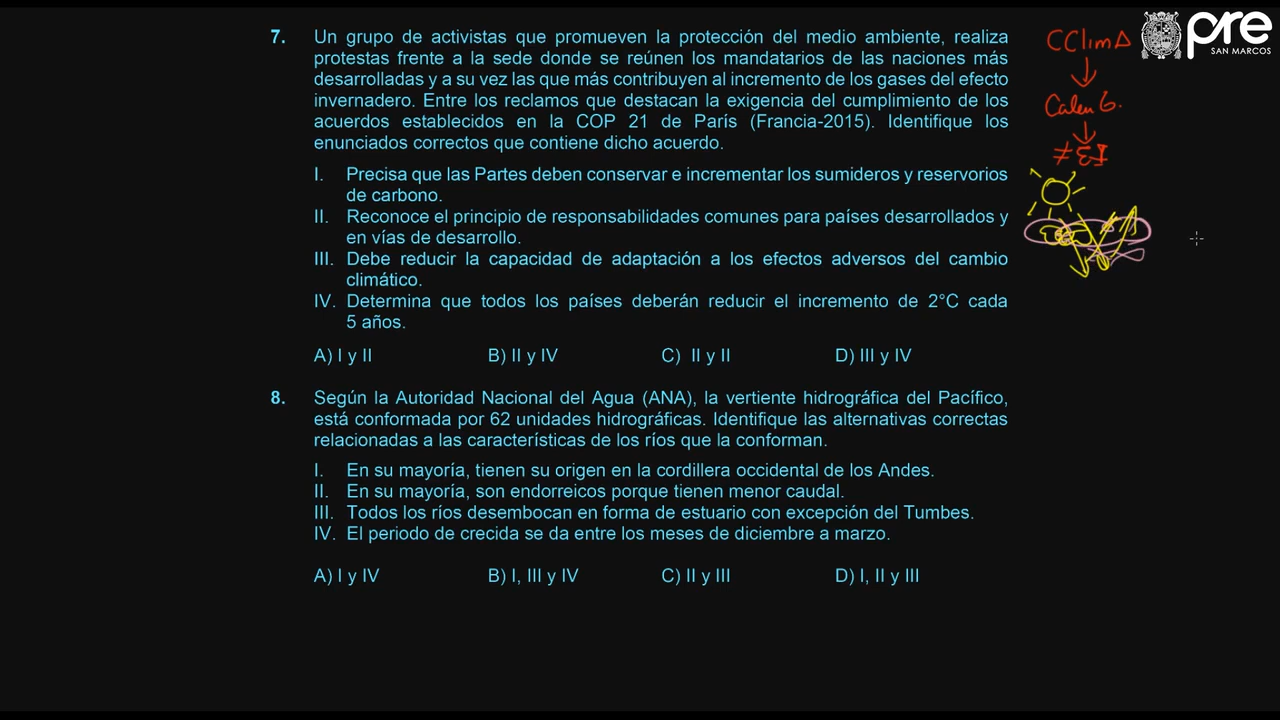 pre
SAN MARCOS
7. Un grupo de activistas que promueven la protección del medio ambiente, realiza
protestas frente a la sede donde se reúnen los mandatarios de las naciones más
desarrolladas y a su vez las que más contribuyen al incremento de los gases del efecto
invernadero. Entre los reclamos que destacan la exigencia del cumplimiento de los
acuerdos establecidos en la COP 21 de París (Francia-2015). Identifique los
enunciados correctos que contiene dicho acuerdo.
I. Precisa que las Partes deben conservar e incrementar los sumideros y reservorios
de carbono.
II. Reconoce el principio de responsabilidades comunes para países desarrollados y
en vías de desarrollo.
III. Debe reducir la capacidad de adaptación a los efectos adversos del cambio
climático.
IV. Determina que todos los países deberán reducir el incremento de 2°C cada
5 años.
A) I y II B) II y IV C) II y II D) III y IV
8. Según la Autoridad Nacional del Agua (ANA), la vertiente hidrográfica del Pacífico,
está conformada por 62 unidades hidrográficas. Identifique las alternativas correctas
relacionadas a las características de los ríos que la conforman.
I. En su mayoría, tienen su origen en la cordillera occidental de los Andes.
II. En su mayoría, son endorreicos porque tienen menor caudal.
III. Todos los ríos desembocan en forma de estuario con excepción del Tumbes.
IV. El periodo de crecida se da entre los meses de diciembre a marzo.
A) I y IV B) I, III y IV C) II y III D) I, II y III
CClim Δ
Calen G.
≠ EI